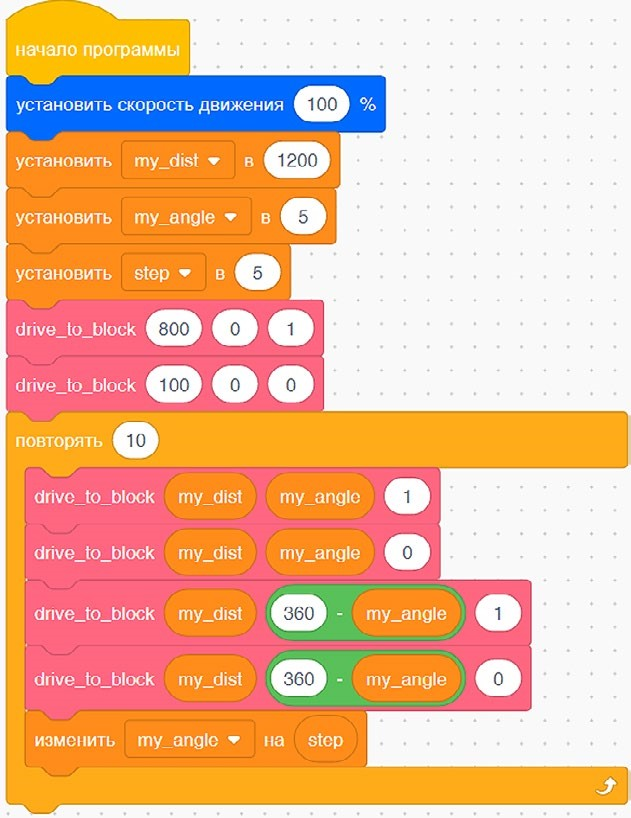 начало программы
установить скорость движения 100 %
установить my_dist в 1200
установить my_angle в 5
установить step в 5
drive_to_block 800 0 1
drive_to_block 100 0 0
повторять 10
drive_to_block my_dist my_angle 1
drive_to_block my_dist my_angle 0
drive_to_block my_dist 360 - my_angle 1
drive_to_block my_dist 360 - my_angle 0
изменить my_angle на step